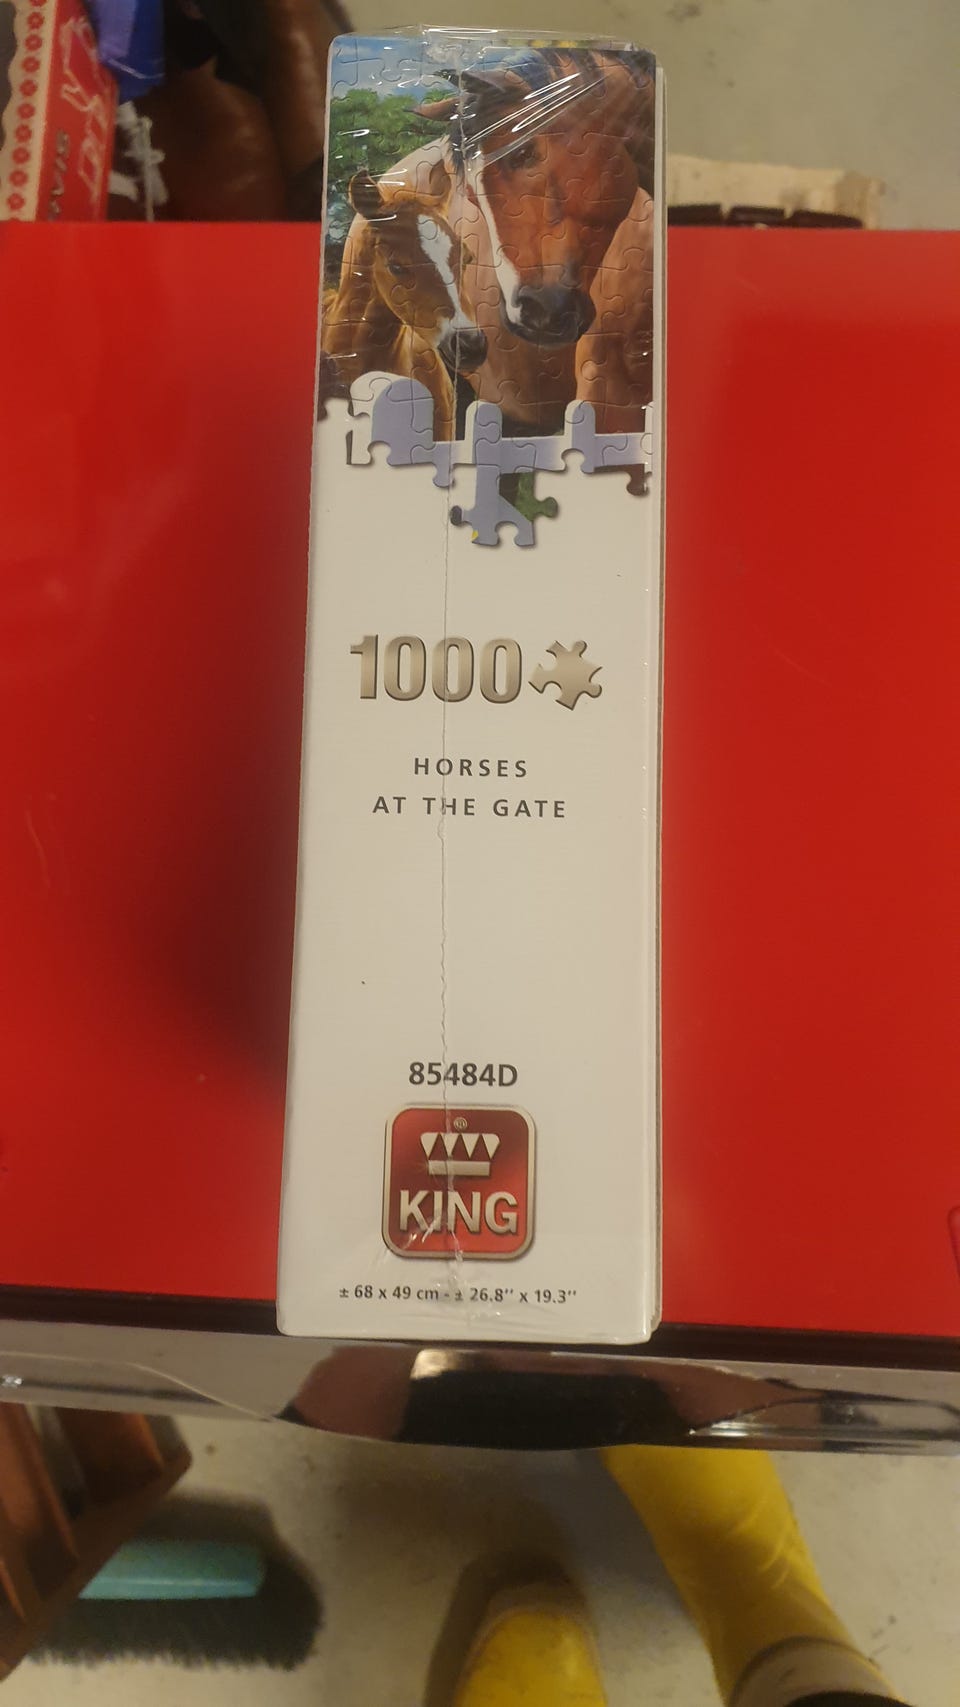 1000
HORSES
AT THE GATE
85484D
®
KING
± 68 x 49 cm - ± 26.8'' x 19.3''